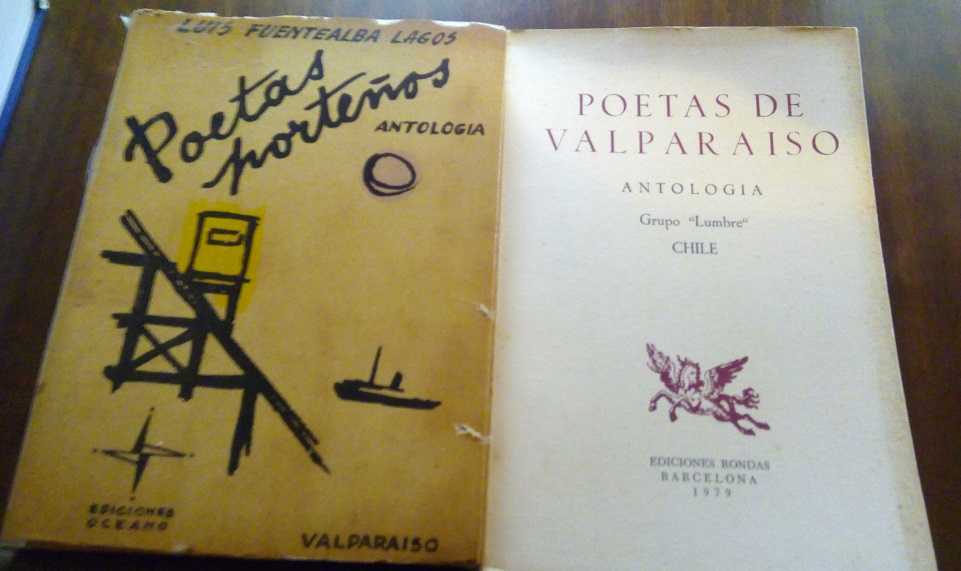 LUIS FUENTEALBA LAGOS
Poetas
porteños
ANTOLOGIA
EDICIONES
OCEANO
VALPARAISO
POETAS DE
VALPARAISO
ANTOLOGIA
Grupo “Lumbre“
CHILE
EDICIONES RONDAS
BARCELONA
1979